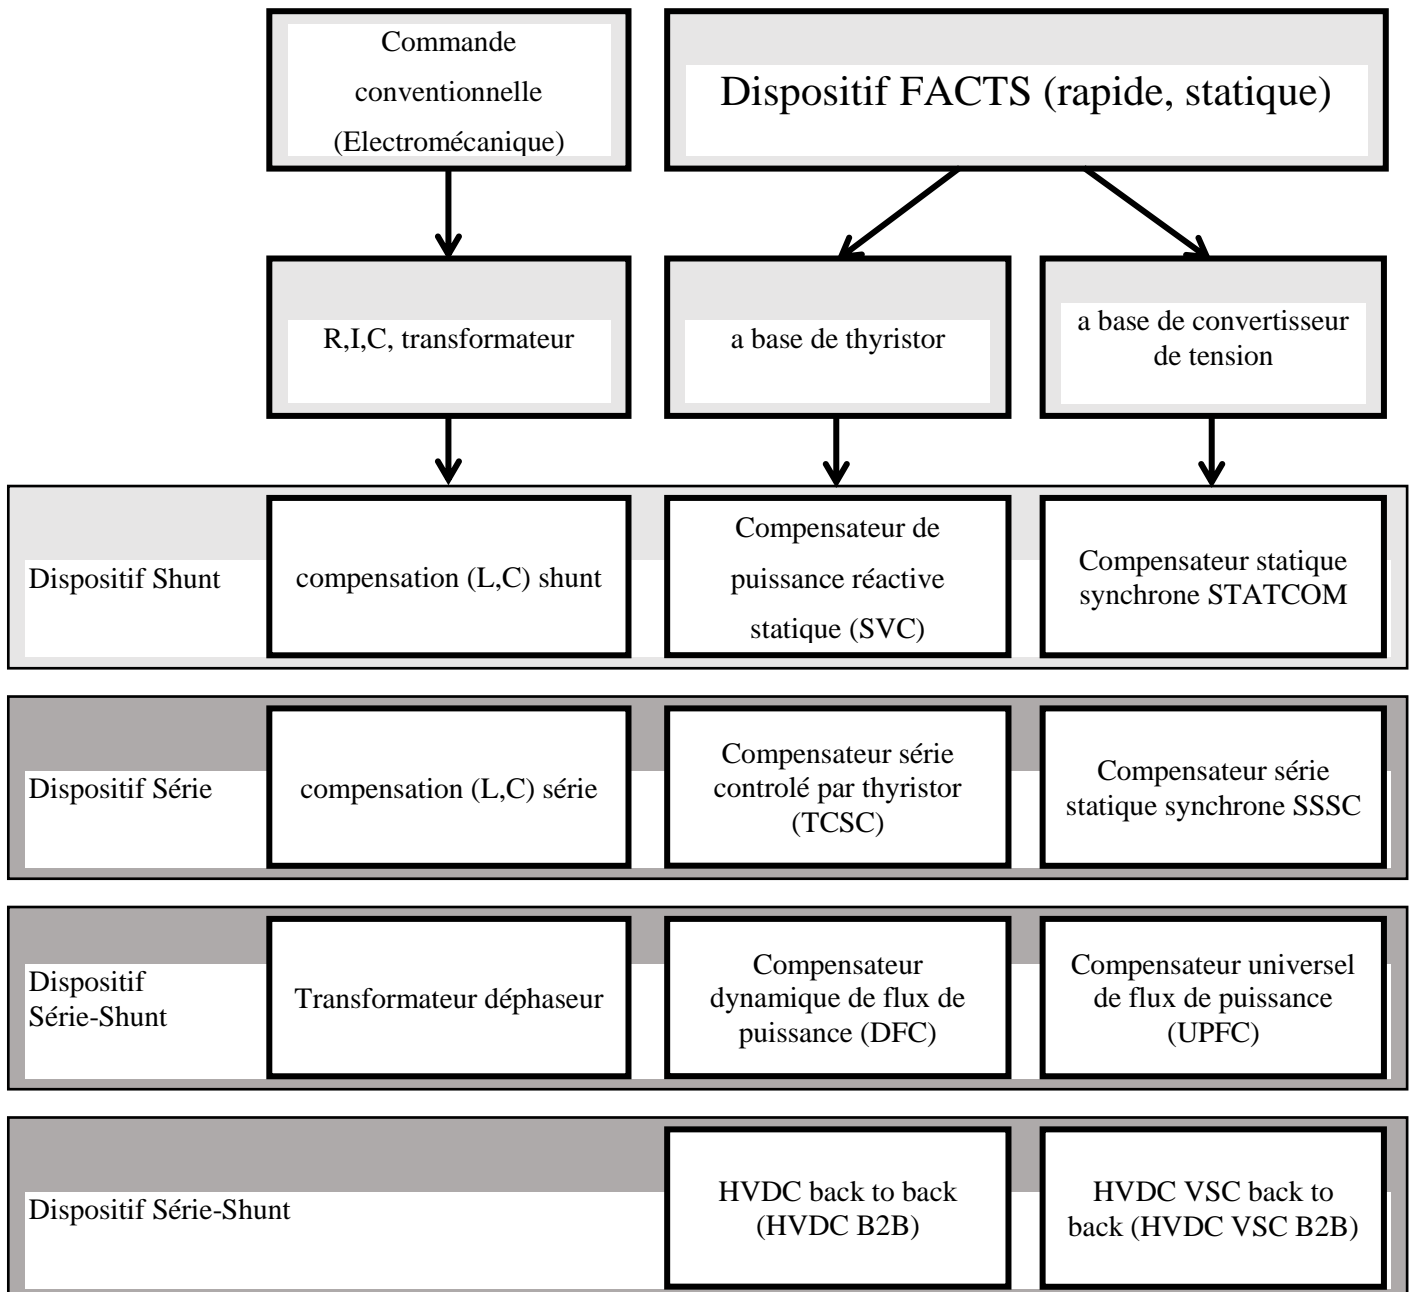 Commande
conventionnelle
(Electromécanique)
Dispositif FACTS (rapide, statique)
R,I,C, transformateur
a base de thyristor
a base de convertisseur
de tension
Dispositif Shunt
compensation (L,C) shunt
Compensateur de
puissance réactive
statique (SVC)
Compensateur statique
synchrone STATCOM
Dispositif Série
compensation (L,C) série
Compensateur série
controlé par thyristor
(TCSC)
Compensateur série
statique synchrone SSSC
Dispositif
Série-Shunt
Transformateur déphaseur
Compensateur
dynamique de flux de
puissance (DFC)
Compensateur universel
de flux de puissance
(UPFC)
Dispositif Série-Shunt
HVDC back to back
(HVDC B2B)
HVDC VSC back to
back (HVDC VSC B2B)